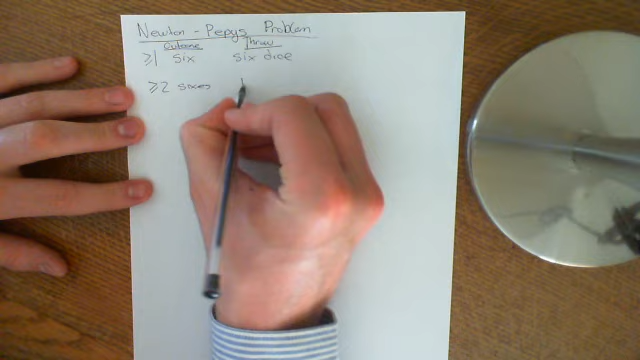 Newton - Pepys Problem
Outcome Throw
≥1 six six dice
≥2 sixes